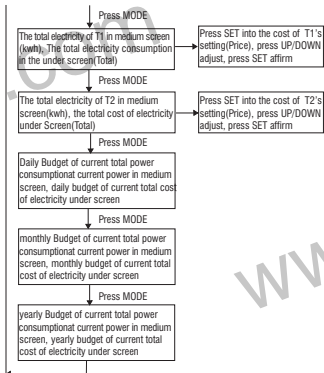 Press MODE
The total electricity of T1 in medium screen
(kwh), The total electricity consumption
in the under screen(Total)
Press SET into the cost of T1's
setting(Price), press UP/DOWN
adjust, press SET affirm
Press MODE
The total electricity of T2 in medium
screen(kwh), the total cost of electricity
under Screen(Total)
Press SET into the cost of T2's
setting(Price), press UP/DOWN
adjust, press SET affirm
Press MODE
Daily Budget of current total power
consumptionat current power in medium
screen, daily budget of current total cost
of electricity under screen
Press MODE
monthly Budget of current total power
consumptionat current power in medium
screen, monthly budget of current total
cost of electricity under screen
Press MODE
yearly Budget of current total power
consumptionat current power in medium
screen, yearly budget of current total
cost of electricity under screen
.com
ww